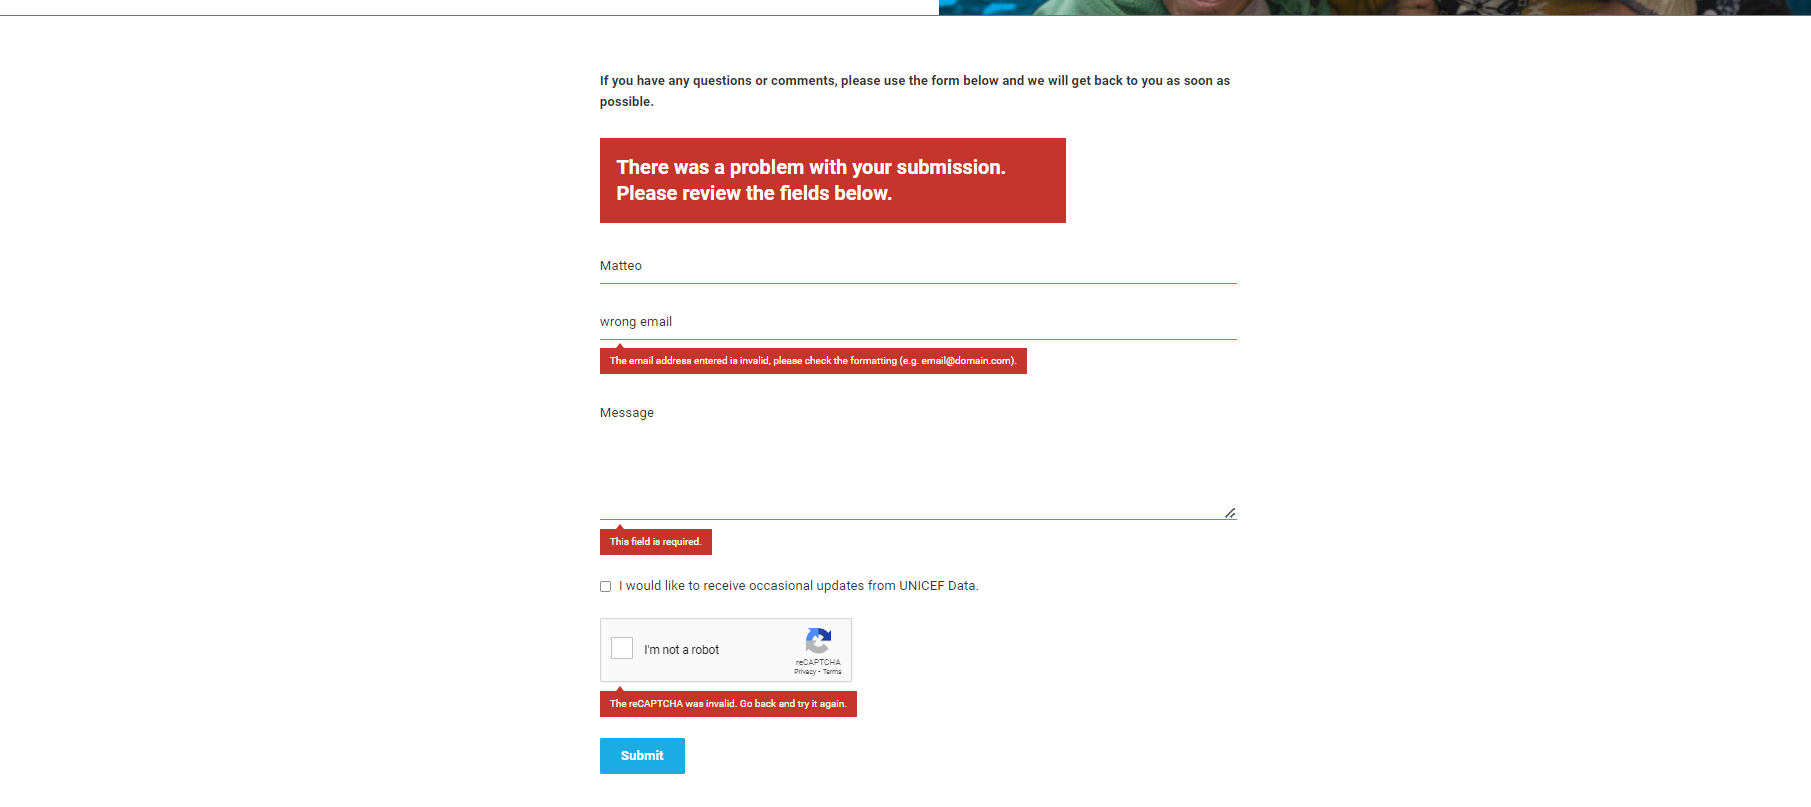 If you have any questions or comments, please use the form below and we will get back to you as soon as
possible.
There was a problem with your submission.
Please review the fields below.
Matteo
wrong email
The email address entered is invalid, please check the formatting (e.g. email@domain.com).
Message
This field is required.
I would like to receive occasional updates from UNICEF Data.
I'm not a robot
reCAPTCHA
Privacy - Terms
The reCAPTCHA was invalid. Go back and try it again.
Submit